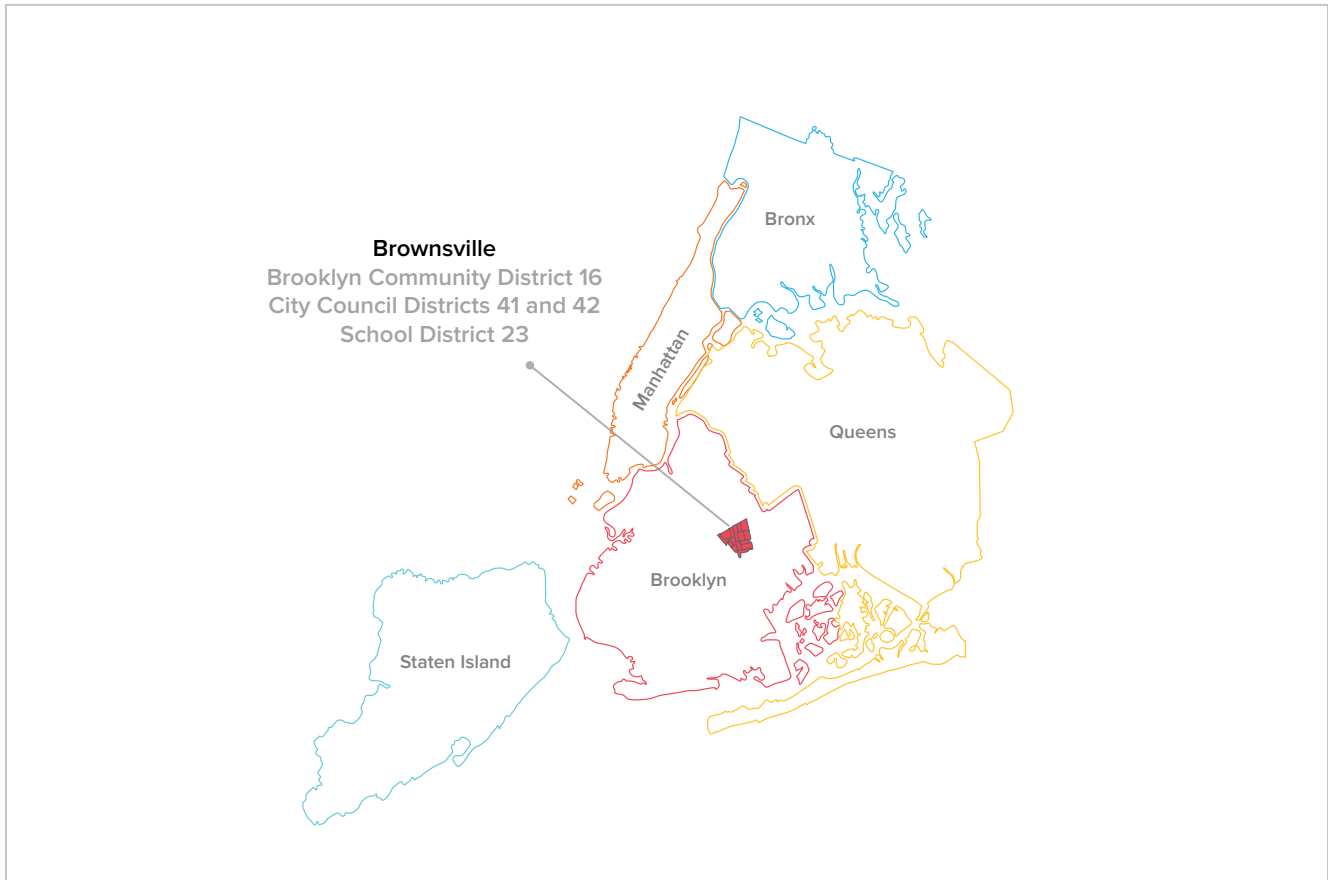 Bronx
Brownsville
Brooklyn Community District 16
City Council Districts 41 and 42
School District 23
Manhattan
Queens
Brooklyn
Staten Island